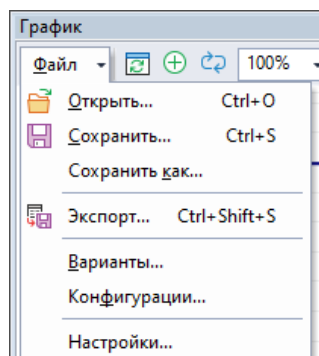 График
Файл 100%
Открыть... Ctrl+O
Сохранить... Ctrl+S
Сохранить как...
Экспорт... Ctrl+Shift+S
Варианты...
Конфигурации...
Настройки...